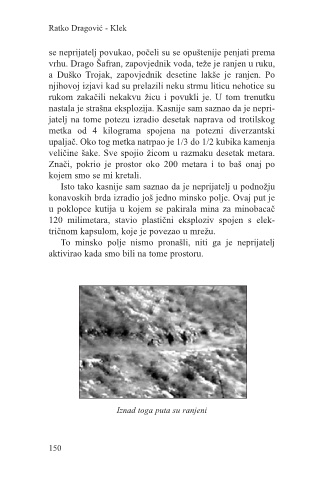 Ratko Dragović - Klek
se neprijatelj povukao, počeli su se opuštenije penjati prema
vrhu. Drago Šafran, zapovjednik voda, teže je ranjen u ruku,
a Duško Trojak, zapovjednik desetine lakše je ranjen. Po
njihovoj izjavi kad su prelazili neku strmu liticu nehotice su
rukom zakačili nekakvu žicu i povukli je. U tom trenutku
nastala je strašna eksplozija. Kasnije sam saznao da je nepri-
jatelj na tome potezu izradio desetak naprava od trotilskog
metka od 4 kilograma spojena na potezni diverzantski
upaljač. Oko tog metka natrpao je 1/3 do 1/2 kubika kamenja
veličine šake. Sve spojio žicom u razmaku desetak metara.
Znači, pokrio je prostor oko 200 metara i to baš onaj po
kojem smo se mi kretali.
Isto tako kasnije sam saznao da je neprijatelj u podnožju
konavoskih brda izradio još jedno minsko polje. Ovaj put je
u poklopce kutija u kojem se pakirala mina za minobacač
120 milimetara, stavio plastični eksploziv spojen s elek-
tričnom kapsulom, koje je povezao u mrežu.
To minsko polje nismo pronašli, niti ga je neprijatelj
aktivirao kada smo bili na tome prostoru.
Iznad toga puta su ranjeni
150